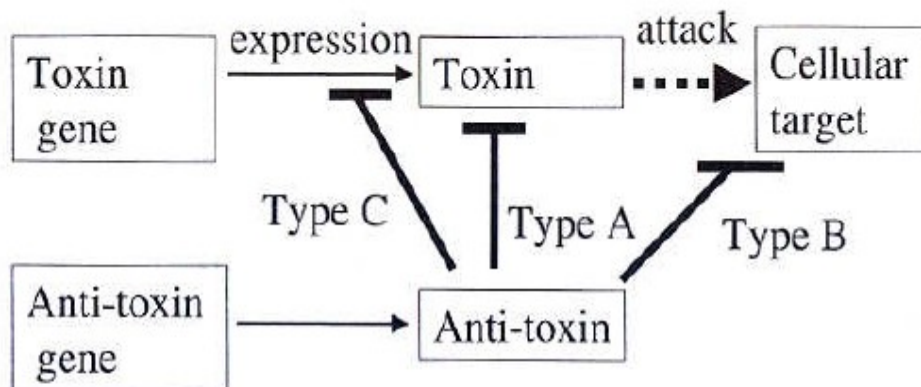 expression
attack
Toxin
gene
Toxin
Cellular
target
Type C
Type A
Type B
Anti-toxin
gene
Anti-toxin